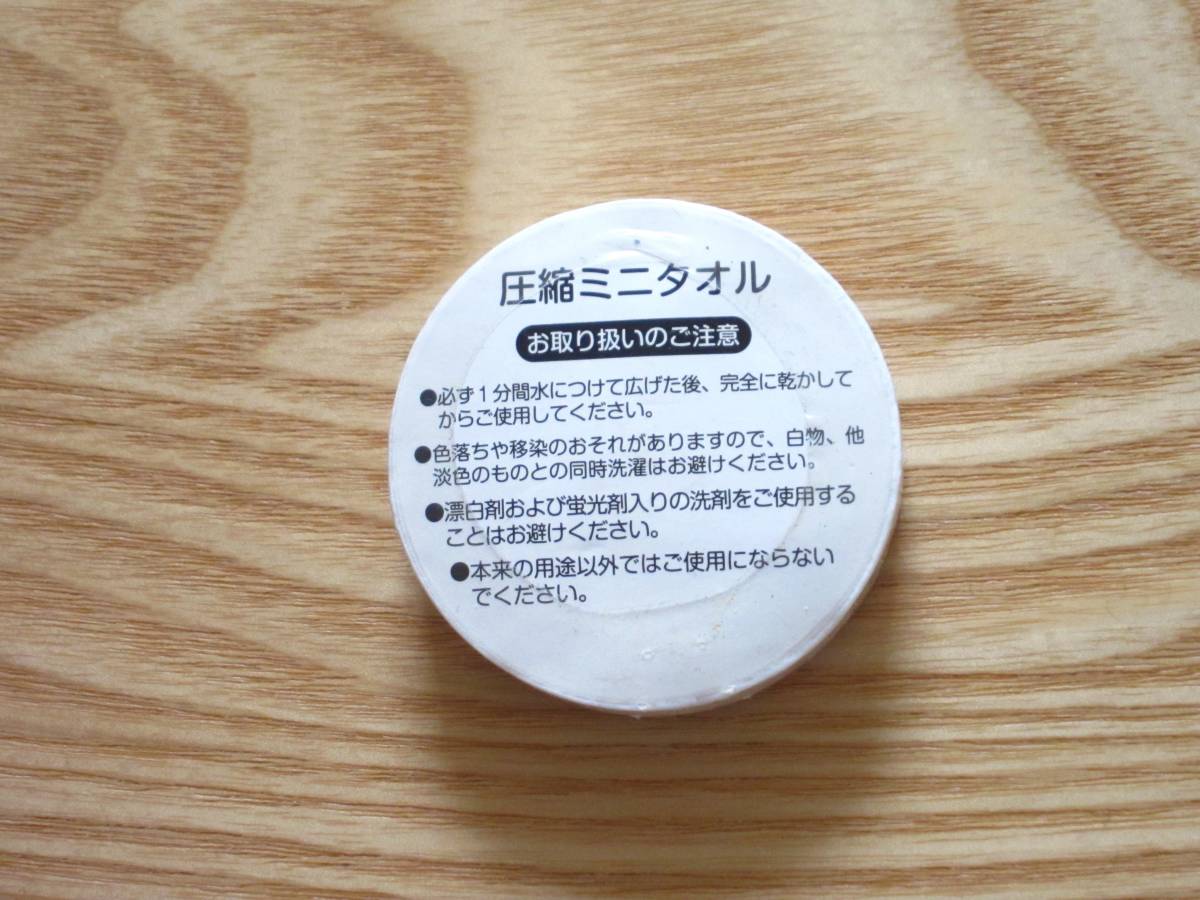 圧縮ミニタオル
お取り扱いのご注意
●必ず1分間水につけて広げた後、完全に乾かして
からご使用してください。
●色落ちや移染のおそれがありますので、白物、他
淡色のものとの同時洗濯はお避けください。
●漂白剤および蛍光剤入りの洗剤をご使用する
ことはお避けください。
●本来の用途以外ではご使用にならない
でください。